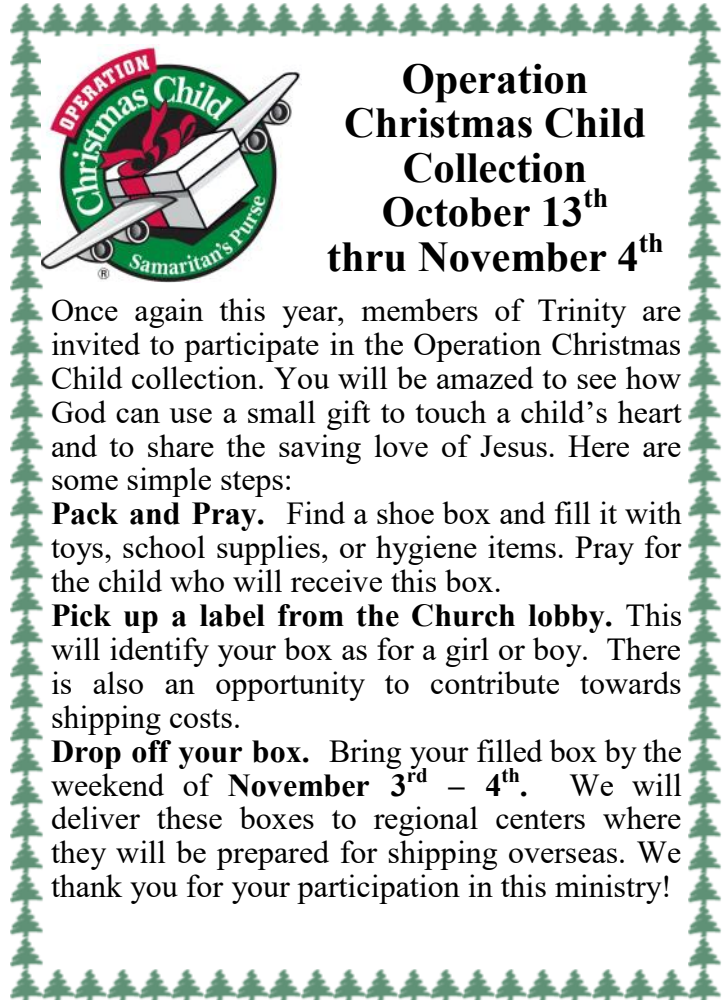 OPERATION
Christmas Child
Samaritan's Purse
®
Operation
Christmas Child
Collection
October 13th
thru November 4th
Once again this year, members of Trinity are
invited to participate in the Operation Christmas
Child collection. You will be amazed to see how
God can use a small gift to touch a child's heart
and to share the saving love of Jesus. Here are
some simple steps:
Pack and Pray. Find a shoe box and fill it with
toys, school supplies, or hygiene items. Pray for
the child who will receive this box.
Pick up a label from the Church lobby. This
will identify your box as for a girl or boy. There
is also an opportunity to contribute towards
shipping costs.
Drop off your box. Bring your filled box by the
weekend of November 3rd – 4th. We will
deliver these boxes to regional centers where
they will be prepared for shipping overseas. We
thank you for your participation in this ministry!